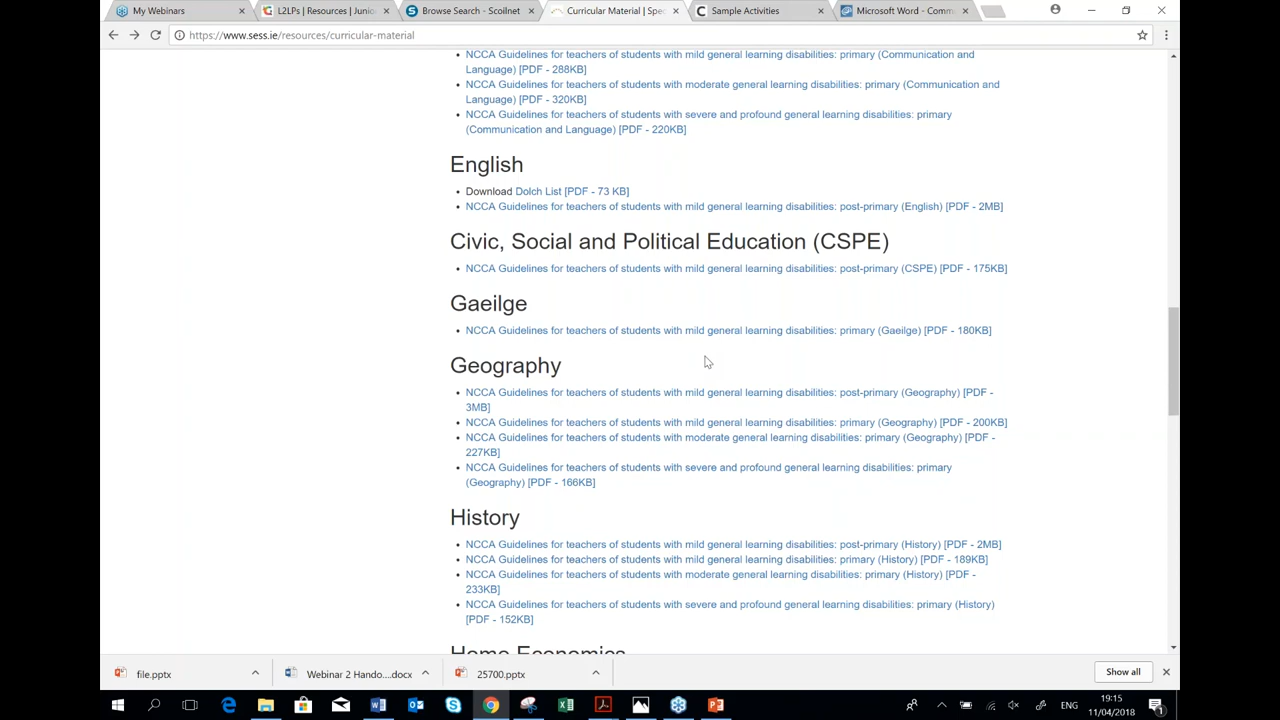 My Webinars
L2LPs | Resources | Junio
Browse Search - Scoilnet
Curricular Material | Spec
Sample Activities
Microsoft Word - Comm
https://www.sess.ie/resources/curricular-material
NCCA Guidelines for teachers of students with mild general learning disabilities: primary (Communication and
Language) [PDF - 288KB]
NCCA Guidelines for teachers of students with moderate general learning disabilities: primary (Communication and
Language) [PDF - 320KB]
NCCA Guidelines for teachers of students with severe and profound general learning disabilities: primary
(Communication and Language) [PDF - 220KB]
English
Download Dolch List [PDF - 73 KB]
NCCA Guidelines for teachers of students with mild general learning disabilities: post-primary (English) [PDF - 2MB]
Civic, Social and Political Education (CSPE)
NCCA Guidelines for teachers of students with mild general learning disabilities: post-primary (CSPE) [PDF - 175KB]
Gaeilge
NCCA Guidelines for teachers of students with mild general learning disabilities: primary (Gaeilge) [PDF - 180KB]
Geography
NCCA Guidelines for teachers of students with mild general learning disabilities: post-primary (Geography) [PDF -
3MB]
NCCA Guidelines for teachers of students with mild general learning disabilities: primary (Geography) [PDF - 200KB]
NCCA Guidelines for teachers of students with moderate general learning disabilities: primary (Geography) [PDF -
227KB]
NCCA Guidelines for teachers of students with severe and profound general learning disabilities: primary
(Geography) [PDF - 166KB]
History
NCCA Guidelines for teachers of students with mild general learning disabilities: post-primary (History) [PDF - 2MB]
NCCA Guidelines for teachers of students with mild general learning disabilities: primary (History) [PDF - 189KB]
NCCA Guidelines for teachers of students with moderate general learning disabilities: primary (History) [PDF -
233KB]
NCCA Guidelines for teachers of students with severe and profound general learning disabilities: primary (History)
[PDF - 152KB]
Home Economics
file.pptx
Webinar 2 Hando....docx
25700.pptx
Show all
ENG
19:15
11/04/2018